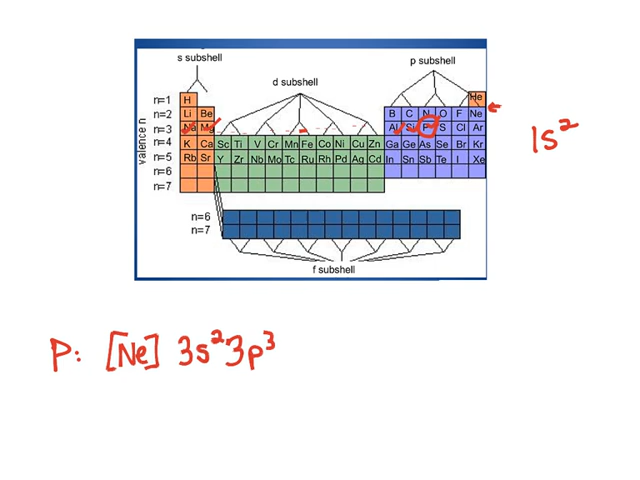 s subshell
p subshell
d subshell
valence n
n=1 H He
n=2 Li Be B C N O F Ne
n=3 Na Mg Al Si P S Cl Ar
n=4 K Ca Sc Ti V Cr Mn Fe Co Ni Cu Zn Ga Ge As Se Br Kr
n=5 Rb Sr Y Zr Nb Mo Tc Ru Rh Pd Ag Cd In Sn Sb Te I Xe
n=6
n=7
n=6
n=7
f subshell
1s²
P: [Ne] 3s² 3p³